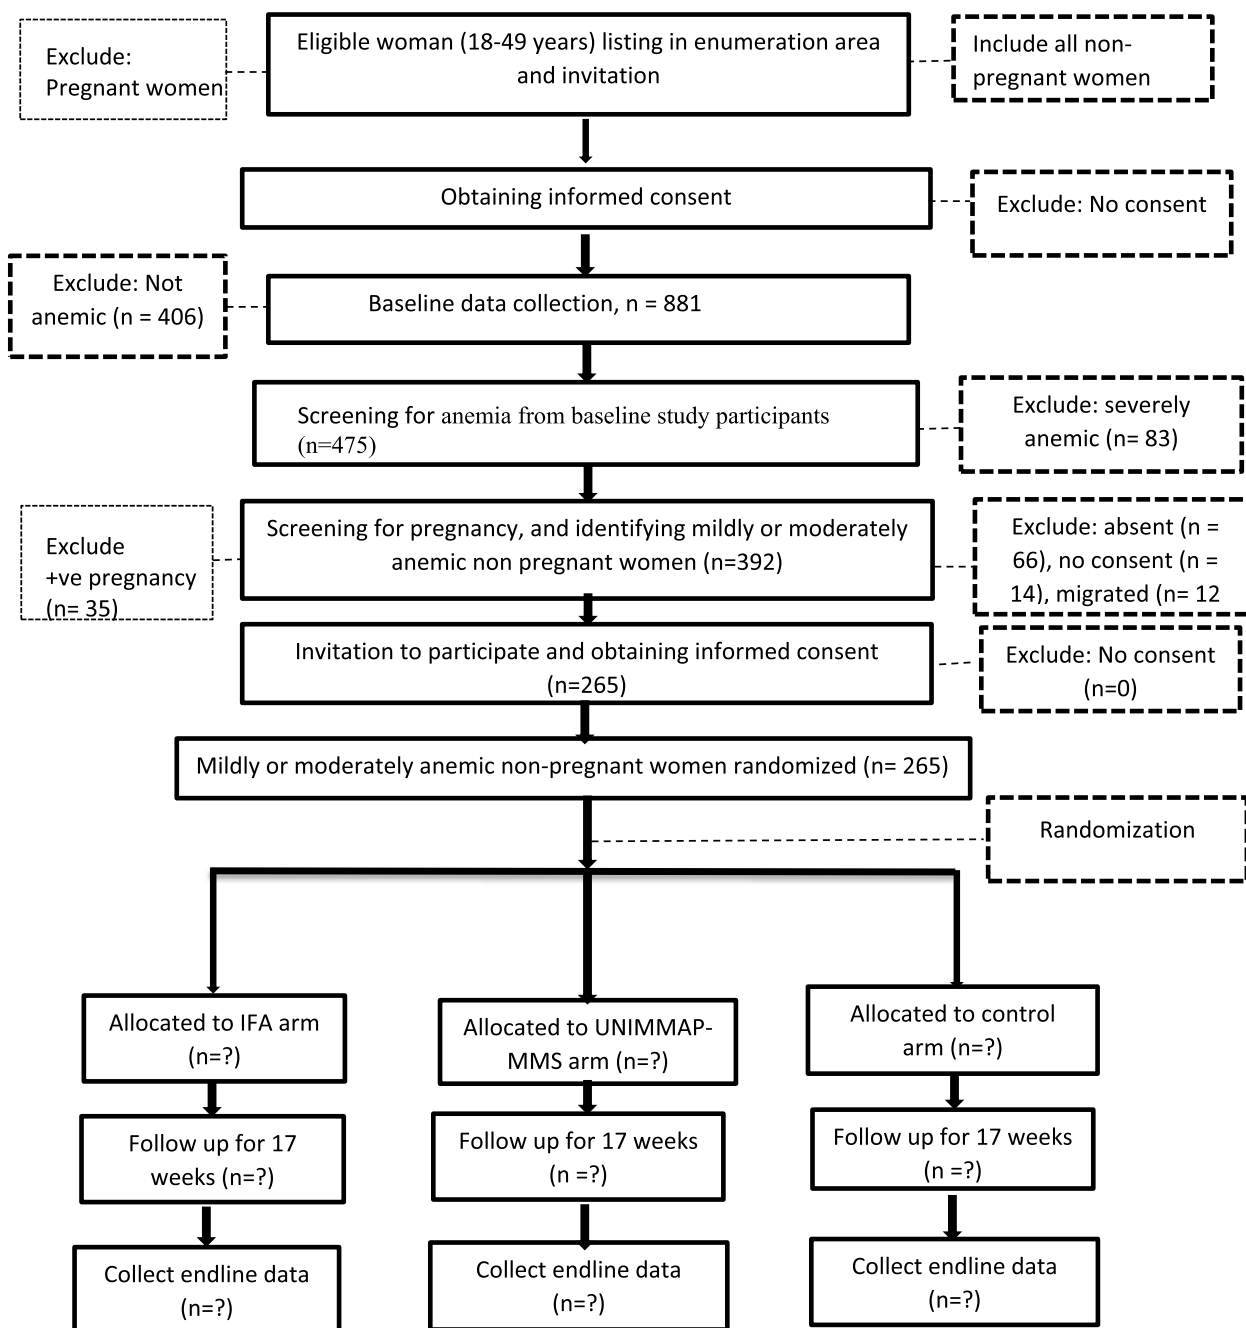 Exclude:
Pregnant women
Eligible woman (18-49 years) listing in enumeration area
and invitation
Include all non-
pregnant women
Obtaining informed consent
Exclude: No consent
Exclude: Not
anemic (n = 406)
Baseline data collection, n = 881
Screening for anemia from baseline study participants
(n=475)
Exclude: severely
anemic (n= 83)
Exclude
+ve pregnancy
(n= 35)
Screening for pregnancy, and identifying mildly or moderately
anemic non pregnant women (n=392)
Exclude: absent (n =
66), no consent (n =
14), migrated (n= 12
Invitation to participate and obtaining informed consent
(n=265)
Exclude: No consent
(n=0)
Mildly or moderately anemic non-pregnant women randomized (n= 265)
Randomization
Allocated to IFA arm
(n=?)
Allocated to UNIMMAP-
MMS arm (n=?)
Allocated to control
arm (n=?)
Follow up for 17
weeks (n=?)
Follow up for 17 weeks
(n =?)
Follow up for 17 weeks
(n =?)
Collect endline data
(n=?)
Collect endline data
(n=?)
Collect endline data
(n=?)